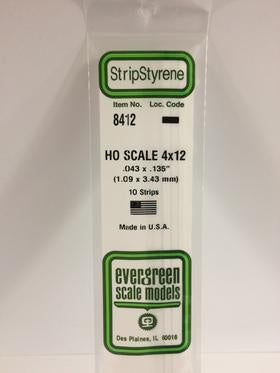 StripStyrene
Item No. Loc. Code
8412
HO SCALE 4x12
.043 x .135"
(1.09 x 3.43 mm)
10 Strips
Made in U.S.A.
evergreen
scale models
Des Plaines, IL 60018